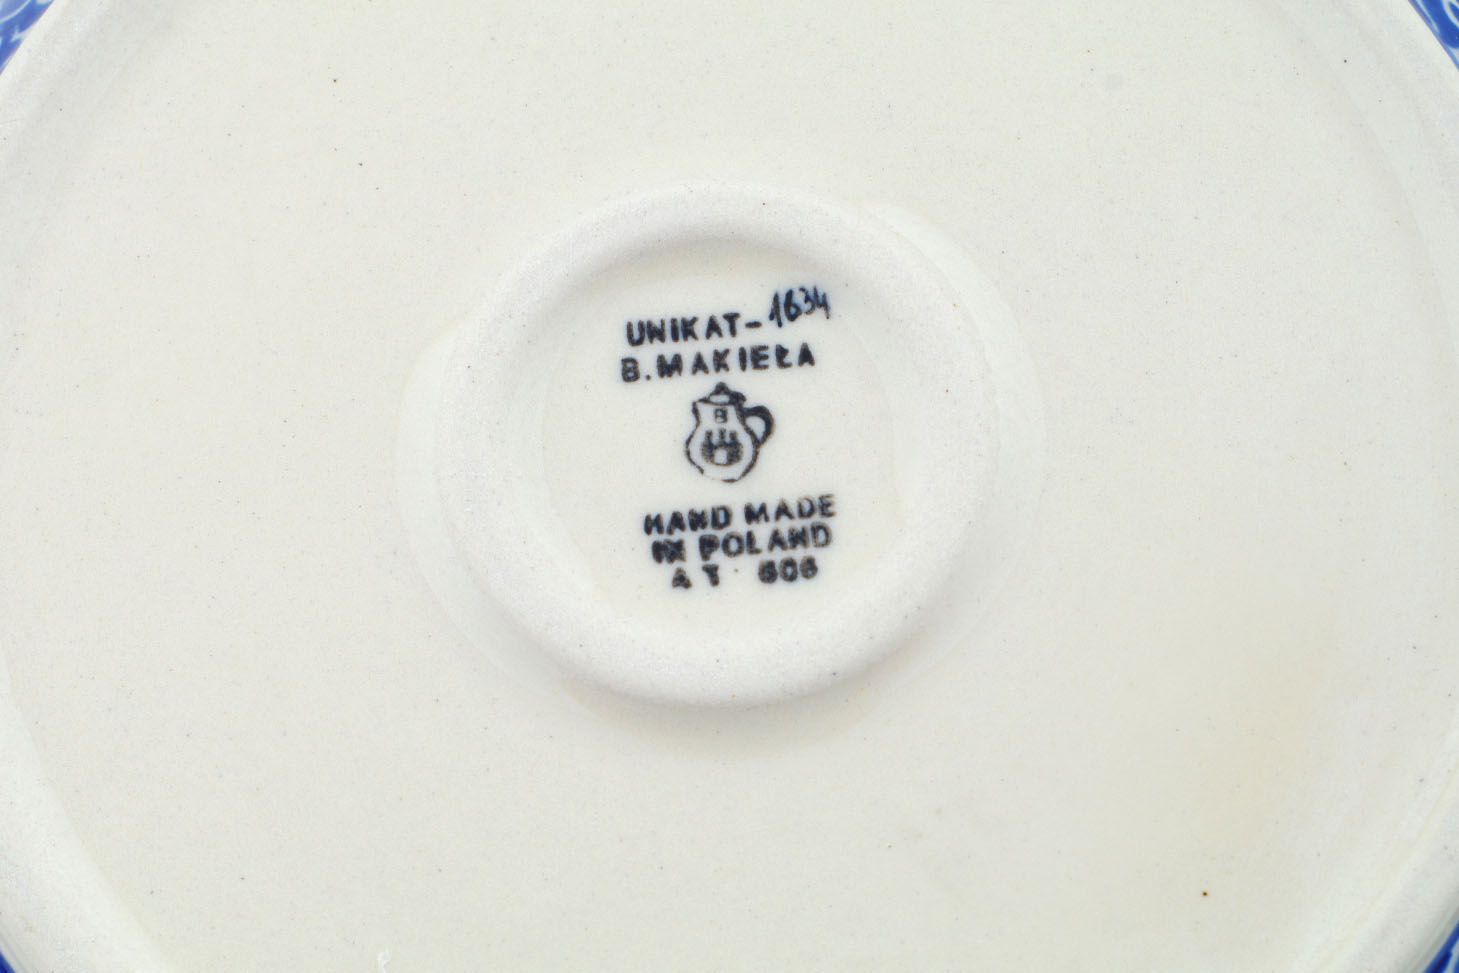 UNIKAT-1634
B.MAKIEŁA
B
HAND MADE
IN POLAND
A T 606